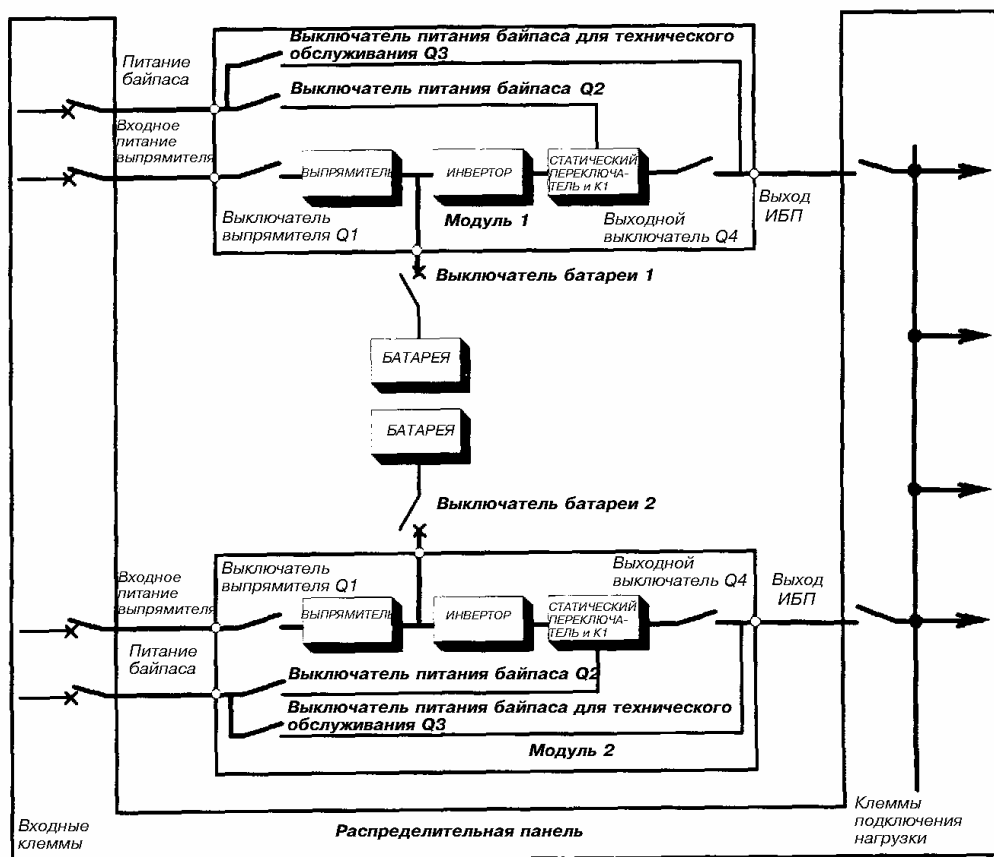 Выключатель питания байпаса для технического
обслуживания Q3
Питание
байпаса
Выключатель питания байпаса Q2
Входное
питание
выпрямителя
ВЫПРЯМИТЕЛЬ
ИНВЕРТОР
СТАТИЧЕСКИЙ
ПЕРЕКЛЮЧА-
ТЕЛЬ и К1
Выход
ИБП
Выключатель
выпрямителя Q1
Модуль 1
Выходной
выключатель Q4
Выключатель батареи 1
БАТАРЕЯ
БАТАРЕЯ
Выключатель батареи 2
Выключатель
выпрямителя Q1
Выходной
выключатель Q4
Входное
питание
выпрямителя
Выход
ИБП
ВЫПРЯМИТЕЛЬ
ИНВЕРТОР
СТАТИЧЕСКИЙ
ПЕРЕКЛЮЧА-
ТЕЛЬ и К1
Питание
байпаса
Выключатель питания байпаса Q2
Выключатель питания байпаса для технического
обслуживания Q3
Модуль 2
Входные
клеммы
Распределительная панель
Клеммы
подключения
нагрузки